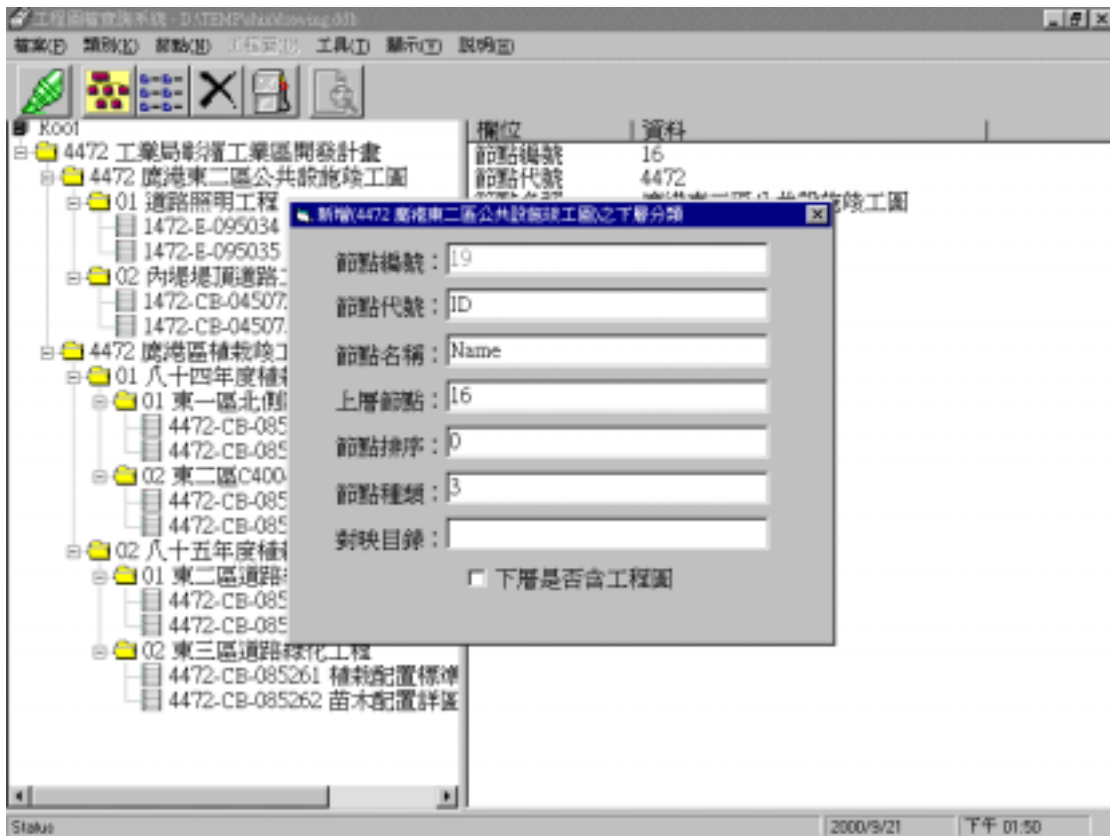 工程圖檔查詢系統 - D:\TEMP\shix\drawing.ddb
檔案(F) 類別(K) 節點(N) 工程圖(D) 工具(T) 顯示(V) 說明(E)
Root
4472 工業局彰濱工業區開發計畫
4472 鹿港東二區公共設施竣工圖
01 道路照明工程
1472-E-095034
1472-E-095035
02 內堤堤頂道路工
1472-CB-04507
1472-CB-04507
4472 鹿港區植栽竣工
01 八十四年度植栽
01 東一區北側
4472-CB-085
4472-CB-085
02 東二區C400
4472-CB-085
4472-CB-085
02 八十五年度植栽
01 東二區道路
4472-CB-085
4472-CB-085
02 東三區道路綠化工程
4472-CB-085261 植栽配置標準
4472-CB-085262 苗木配置詳圖
欄位 資料
節點編號 16
節點代號 4472
節點名稱 鹿港東二區公共設施竣工圖
新增(4472 鹿港東二區公共設施竣工圖)之下層分類
節點編號：19
節點代號：ID
節點名稱：Name
上層節點：16
節點排序：0
節點種類：3
對映目錄：
下層是否含工程圖
Status 2000/9/21 下午 01:50